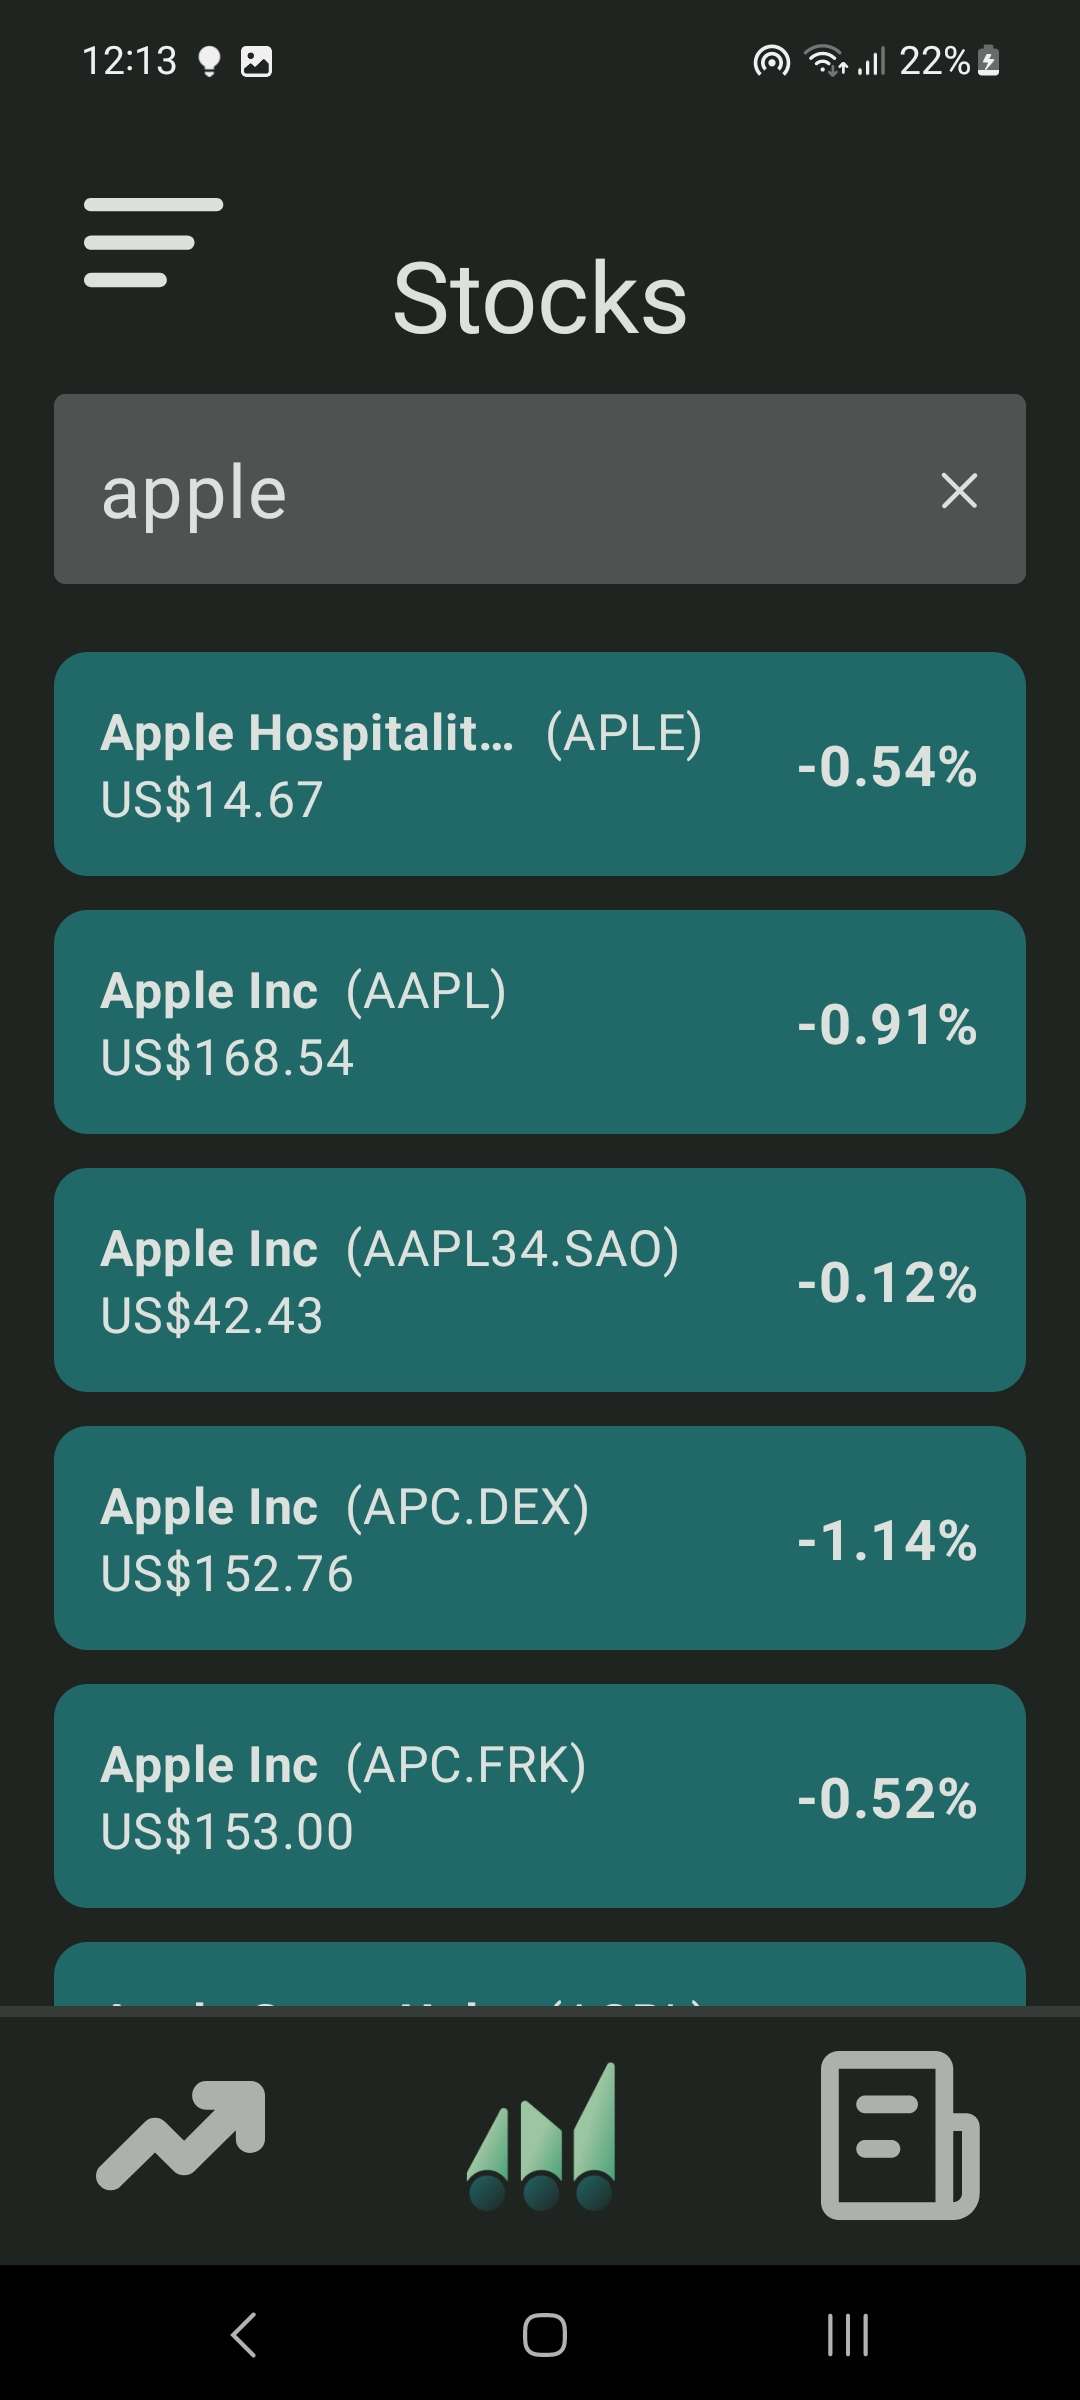 12:13
22%
Stocks
apple
Apple Hospitalit... (APLE)
US$14.67
-0.54%
Apple Inc (AAPL)
US$168.54
-0.91%
Apple Inc (AAPL34.SAO)
US$42.43
-0.12%
Apple Inc (APC.DEX)
US$152.76
-1.14%
Apple Inc (APC.FRK)
US$153.00
-0.52%